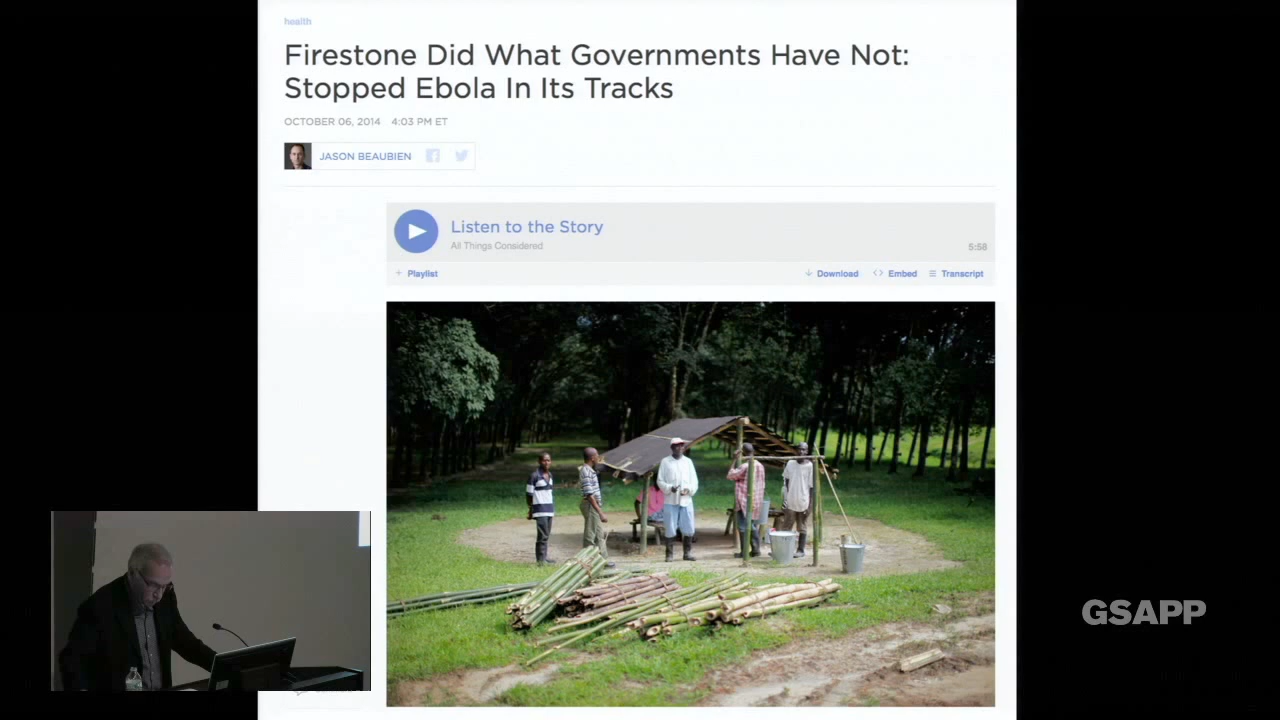 health
Firestone Did What Governments Have Not:
Stopped Ebola In Its Tracks
OCTOBER 06, 2014 4:03 PM ET
JASON BEAUBIEN
Listen to the Story
All Things Considered
5:58
+ Playlist
Download
Embed
Transcript
GSAPP